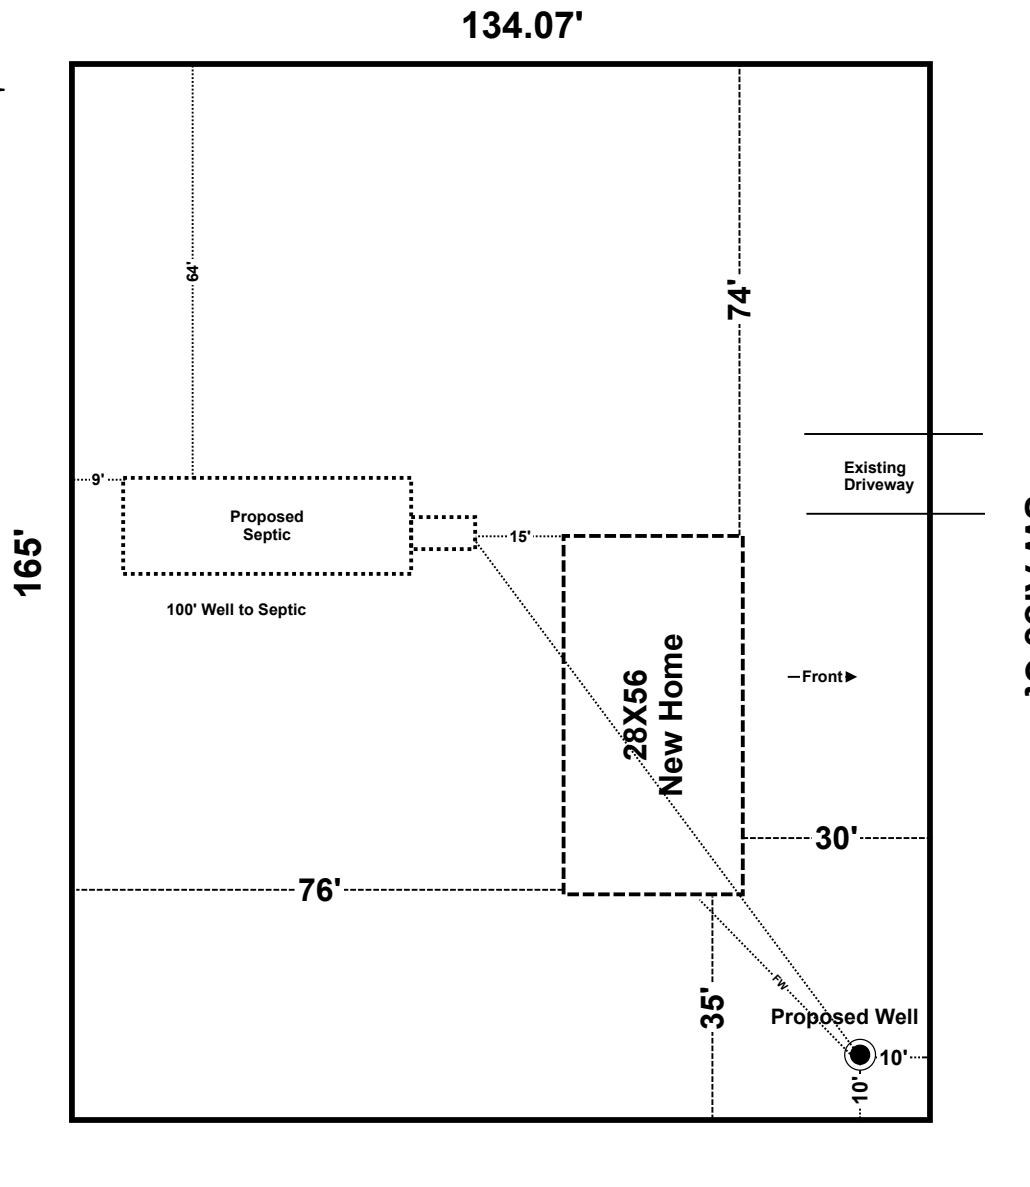 134.07'
64'
74'
Existing
Driveway
9'
Proposed
Septic
15'
165'
100' Well to Septic
28X56
New Home
Front
30'
76'
FW
35'
Proposed Well
10'
10'